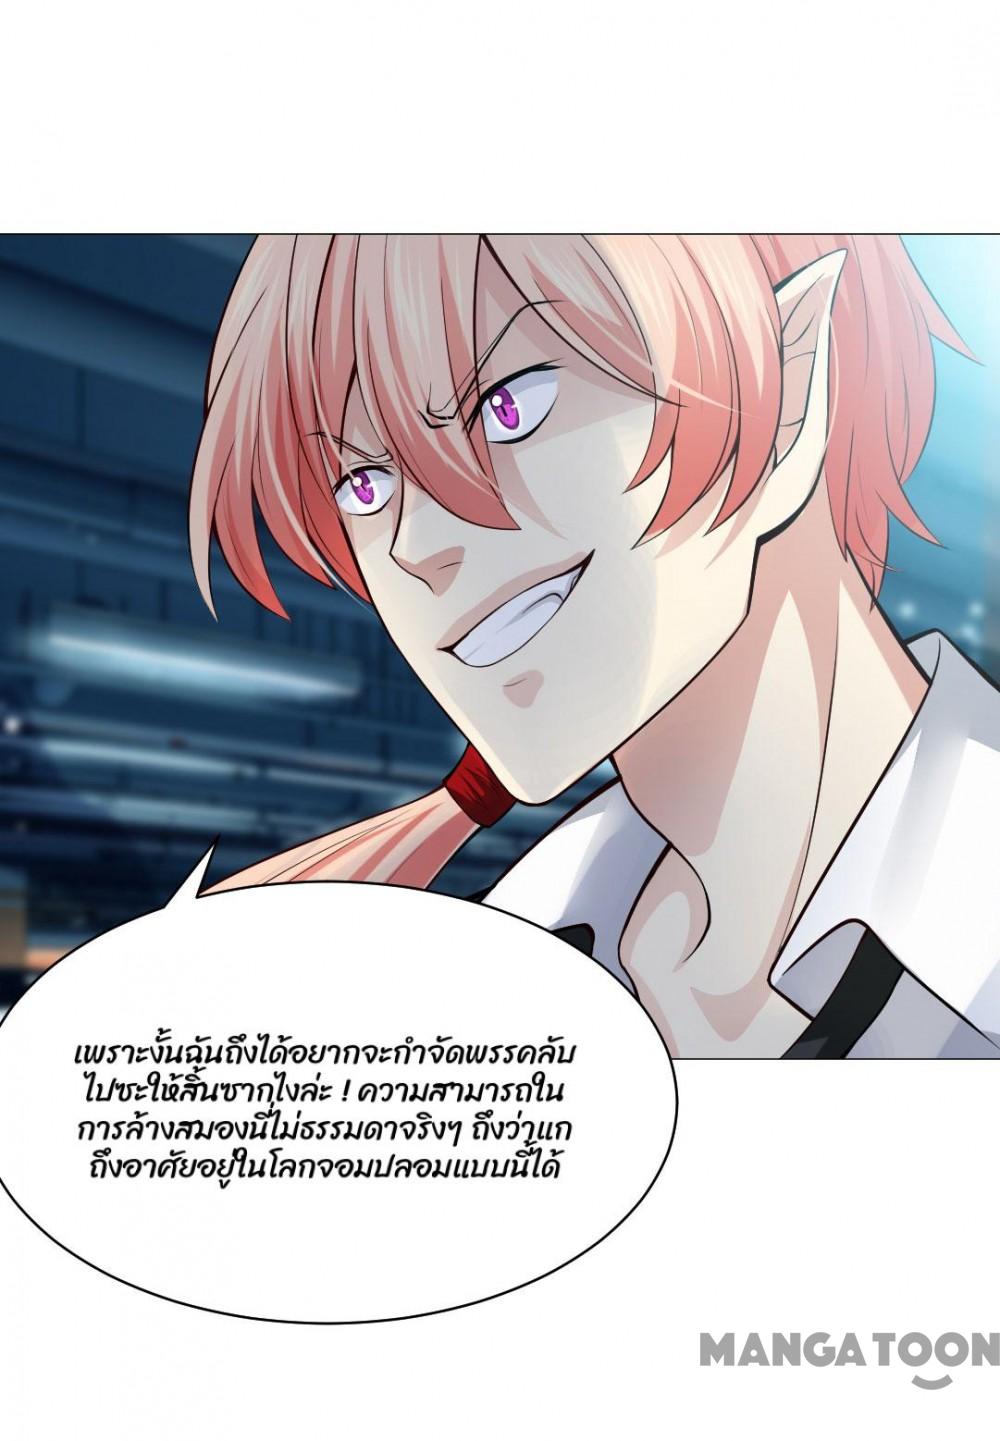 เพราะงั้นฉันถึงได้อยากจะกำจัดพรรคลับ
ไปซะให้สิ้นซากไงล่ะ ! ความสามารถใน
การล้างสมองนี่ไม่ธรรมดาจริงๆ ถึงว่าแก
ถึงอาศัยอยู่ในโลกจอมปลอมแบบนี้ได้
MANGATOON